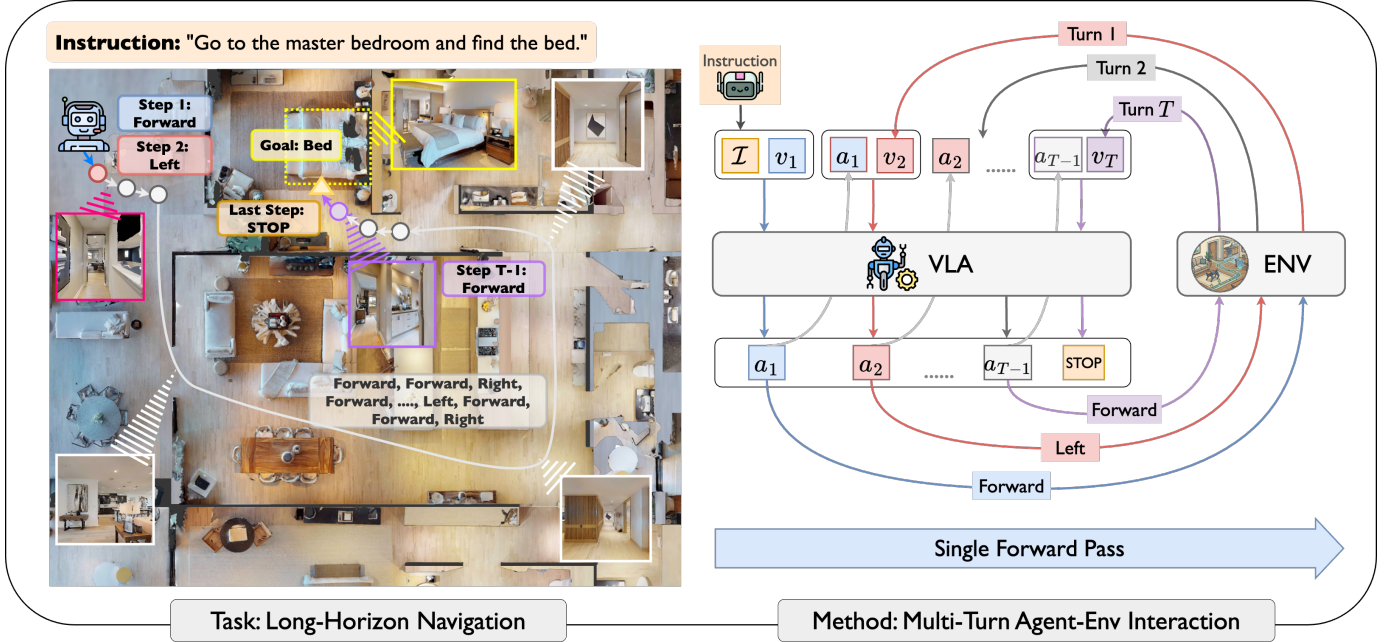 Instruction: "Go to the master bedroom and find the bed."
Step 1:
Forward
Step 2:
Left
Goal: Bed
Last Step:
STOP
Step T-1:
Forward
Forward, Forward, Right,
Forward, ...., Left, Forward,
Forward, Right
Task: Long-Horizon Navigation
Turn 1
Turn 2
Turn T
Instruction
I v₁ a₁ v₂ a₂ ...... a_{T−1} v_T
VLA
ENV
a₁ a₂ ...... a_{T−1} STOP
Forward
Left
Forward
Single Forward Pass
Method: Multi-Turn Agent-Env Interaction